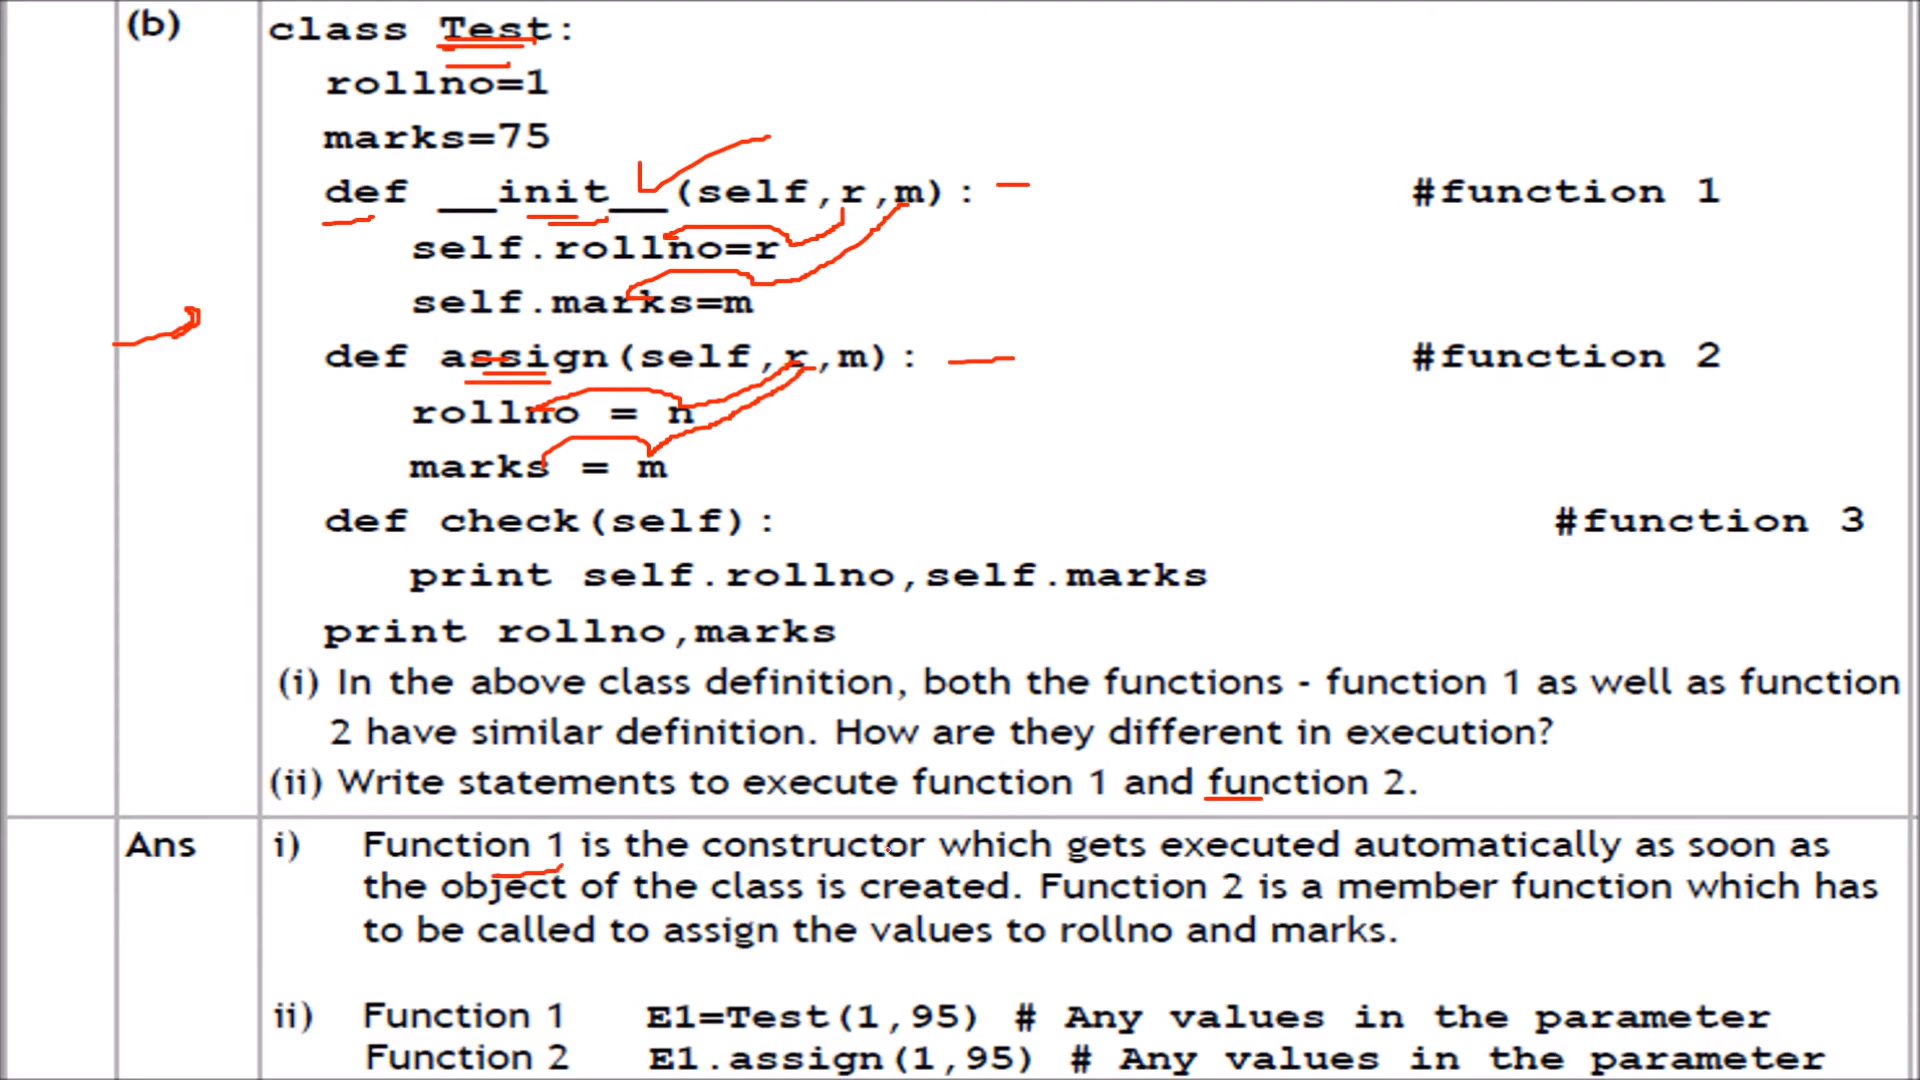 (b) class Test:
rollno=1
marks=75
def __init__(self,r,m): #function 1
self.rollno=r
self.marks=m
def assign(self,r,m): #function 2
rollno = n
marks = m
def check(self): #function 3
print self.rollno,self.marks
print rollno,marks
(i) In the above class definition, both the functions - function 1 as well as function
2 have similar definition. How are they different in execution?
(ii) Write statements to execute function 1 and function 2.
Ans i) Function 1 is the constructor which gets executed automatically as soon as
the object of the class is created. Function 2 is a member function which has
to be called to assign the values to rollno and marks.
ii) Function 1 E1=Test(1,95) # Any values in the parameter
Function 2 E1.assign(1,95) # Any values in the parameter